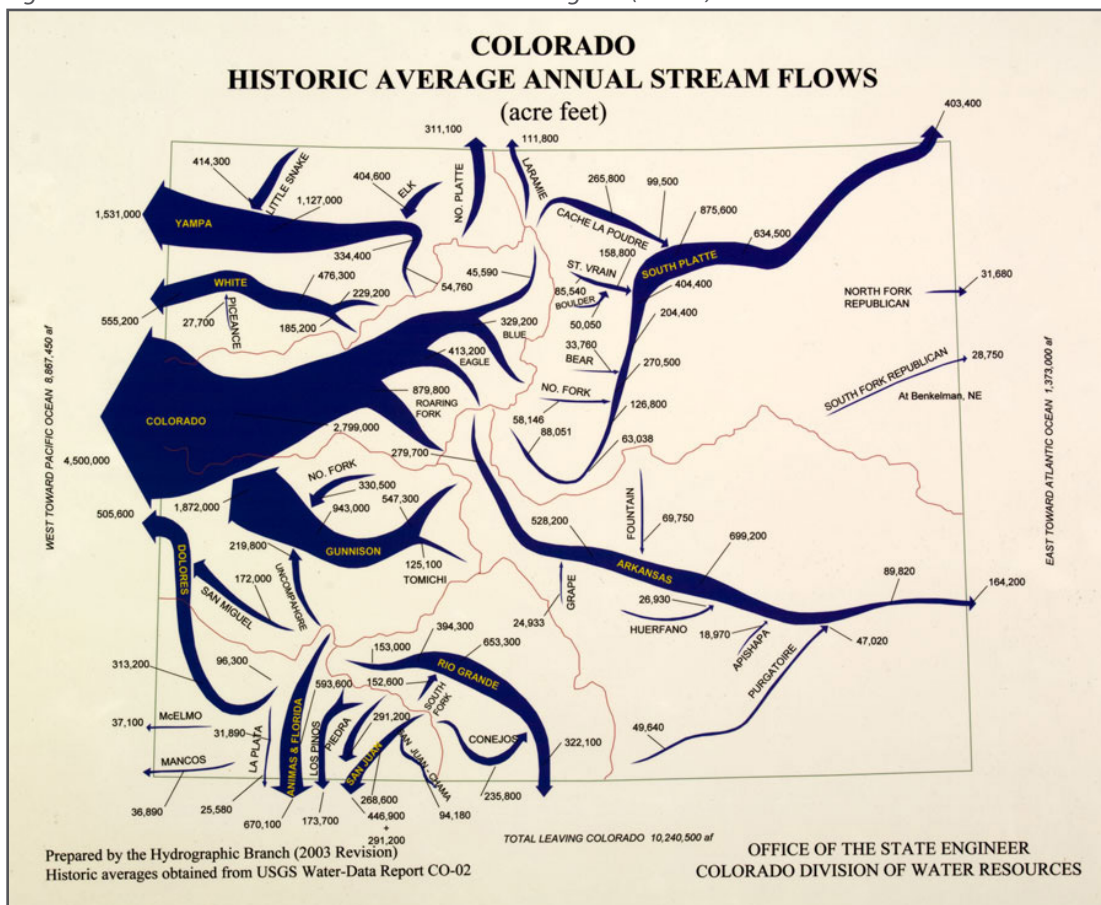 COLORADO
HISTORIC AVERAGE ANNUAL STREAM FLOWS
(acre feet)
403,400
311,100
111,800
414,300
LITTLE SNAKE
404,600
ELK
NO. PLATTE
LARAMIE
265,800
99,500
1,531,000
YAMPA
1,127,000
CACHE LA POUDRE
875,600
334,400
634,500
158,800
SOUTH PLATTE
ST. VRAIN
476,300
45,590
54,760
WHITE
229,200
85,540
BOULDER
404,400
NORTH FORK
REPUBLICAN
31,680
555,200
27,700
PICEANCE
185,200
50,050
204,400
329,200
BLUE
33,760
BEAR
413,200
EAGLE
270,500
SOUTH FORK REPUBLICAN
28,750
At Benkelman, NE
879,800
ROARING
FORK
NO. FORK
58,146
126,800
COLORADO
2,799,000
88,051
63,038
279,700
4,500,000
WEST TOWARD PACIFIC OCEAN 8,867,450 af
EAST TOWARD ATLANTIC OCEAN 1,373,000 af
NO. FORK
330,500
1,872,000
943,000
547,300
505,600
528,200
FOUNTAIN
69,750
699,200
219,800
GUNNISON
125,100
TOMICHI
DOLORES
ARKANSAS
89,820
164,200
172,000
UNCOMPAHGRE
SAN MIGUEL
GRAPE
26,930
24,933
HUERFANO
18,970
APISHAPA
47,020
PURGATOIRE
394,300
653,300
153,000
313,200
96,300
593,600
152,600
RIO GRANDE
SOUTH
FORK
McELMO
37,100
31,890
LA PLATA
ANIMAS & FLORIDA
LOS PINOS
PIEDRA
291,200
SAN JUAN
SAN JUAN - CHAMA
CONEJOS
322,100
49,640
MANCOS
36,890
25,580
670,100
173,700
268,600
446,900
+
291,200
94,180
235,800
TOTAL LEAVING COLORADO 10,240,500 af
Prepared by the Hydrographic Branch (2003 Revision)
Historic averages obtained from USGS Water-Data Report CO-02
OFFICE OF THE STATE ENGINEER
COLORADO DIVISION OF WATER RESOURCES